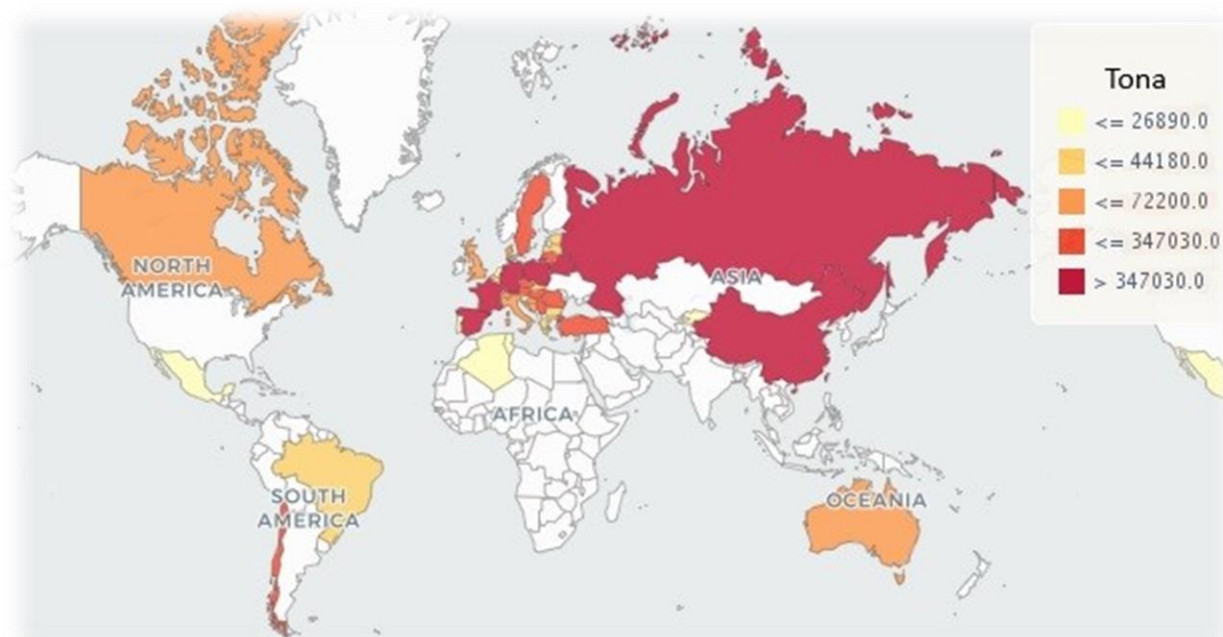 Tona
<= 26890.0
<= 44180.0
<= 72200.0
<= 347030.0
> 347030.0
NORTH
AMERICA
ASIA
AFRICA
SOUTH
AMERICA
OCEANIA